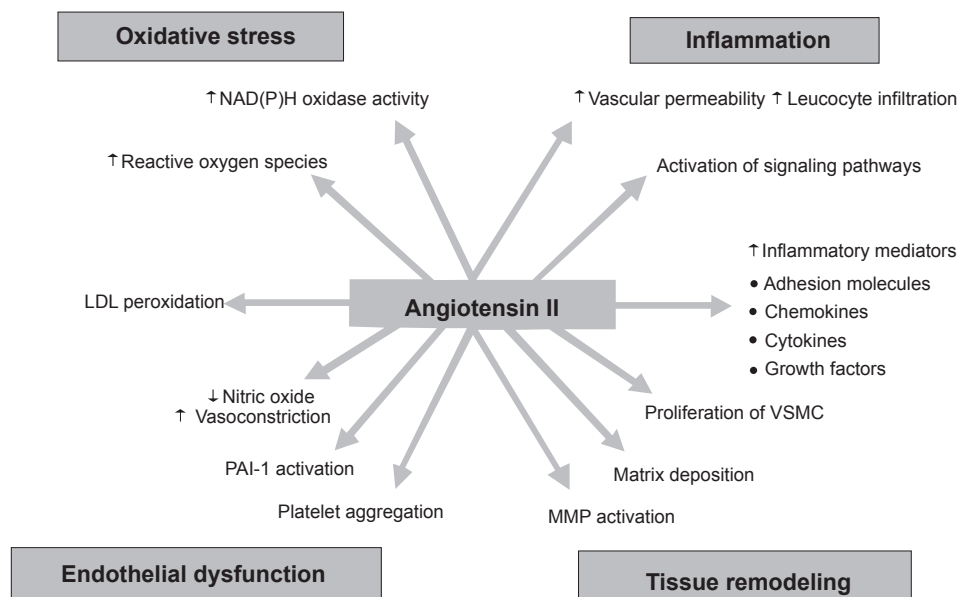 Oxidative stress
Inflammation
↑ NAD(P)H oxidase activity
↑ Vascular permeability ↑ Leucocyte infiltration
↑ Reactive oxygen species
Activation of signaling pathways
↑ Inflammatory mediators
• Adhesion molecules
• Chemokines
• Cytokines
• Growth factors
LDL peroxidation
Angiotensin II
↓ Nitric oxide
↑ Vasoconstriction
Proliferation of VSMC
PAI-1 activation
Matrix deposition
Platelet aggregation
MMP activation
Endothelial dysfunction
Tissue remodeling